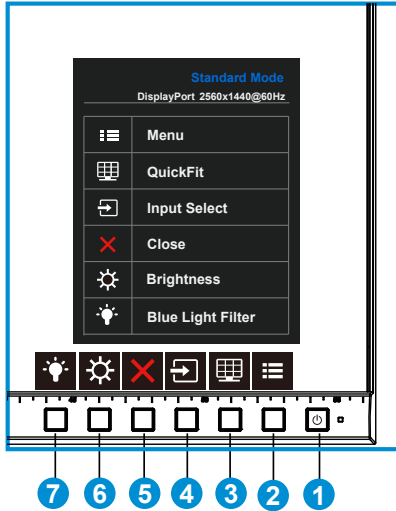 Standard Mode
DisplayPort 2560x1440@60Hz
Menu
QuickFit
Input Select
Close
Brightness
Blue Light Filter
7 6 5 4 3 2 1